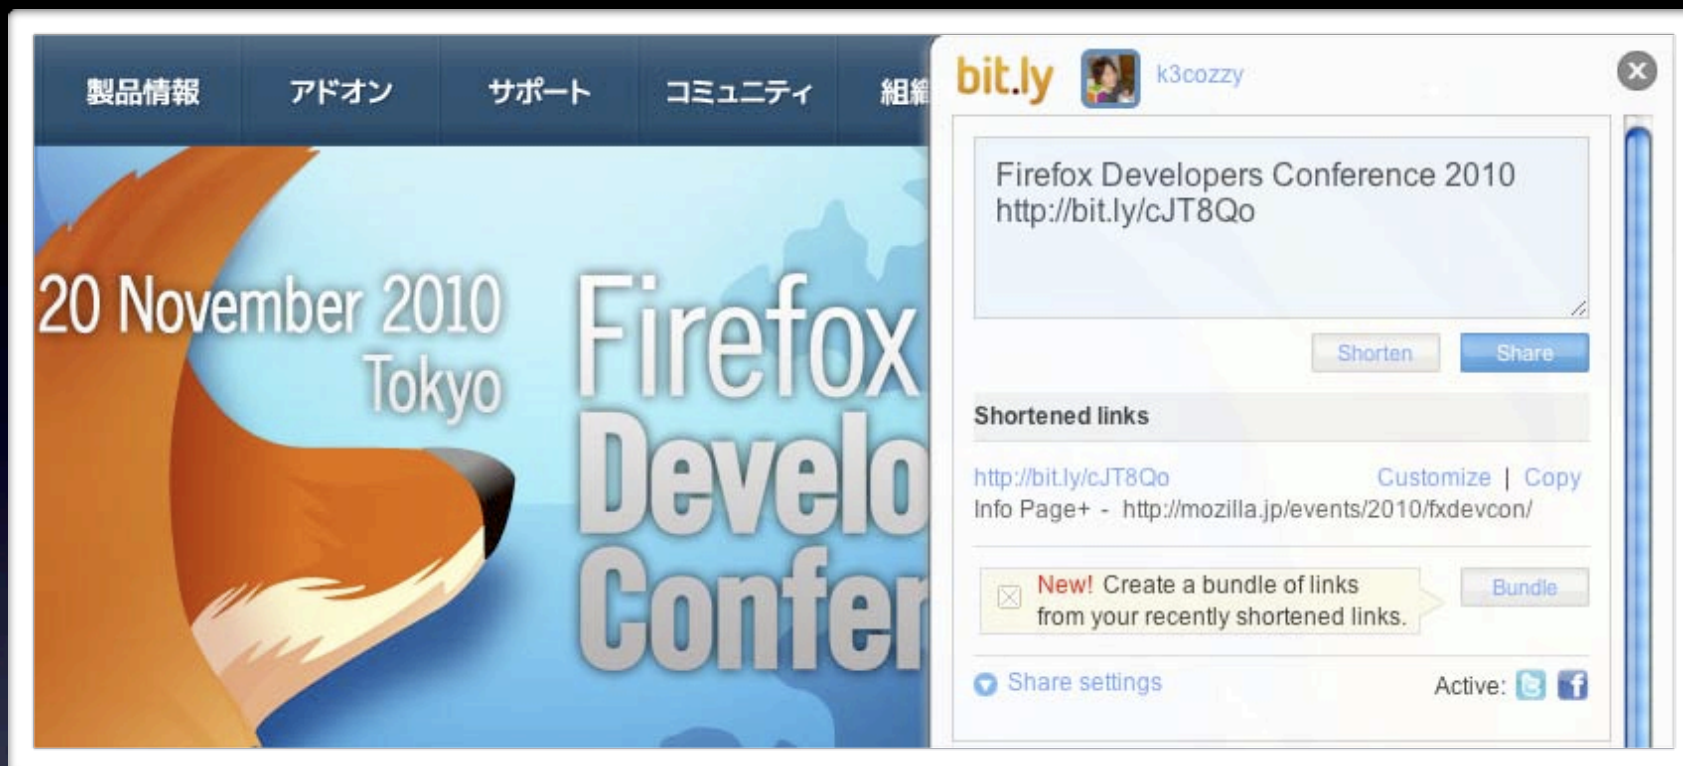 製品情報
アドオン
サポート
コミュニティ
組織
20 November 2010
Tokyo
Firefox
Develo
Confer
bit.ly
k3cozzy
Firefox Developers Conference 2010
http://bit.ly/cJT8Qo
Shorten
Share
Shortened links
http://bit.ly/cJT8Qo
Customize | Copy
Info Page+ - http://mozilla.jp/events/2010/fxdevcon/
New! Create a bundle of links
from your recently shortened links.
Bundle
Share settings
Active: